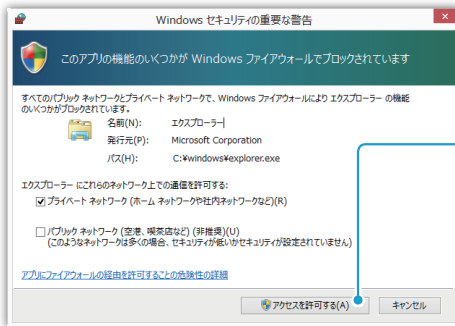 Windows セキュリティの重要な警告
このアプリの機能のいくつかが Windows ファイアウォールでブロックされています
すべてのパブリック ネットワークとプライベート ネットワークで、Windows ファイアウォールにより エクスプローラー の機能
のいくつかがブロックされています。
名前(N): エクスプローラー
発行元(P): Microsoft Corporation
パス(H): C:¥windows¥explorer.exe
エクスプローラー にこれらのネットワーク上での通信を許可する:
プライベート ネットワーク (ホーム ネットワークや社内ネットワークなど)(R)
パブリック ネットワーク (空港、喫茶店など) (非推奨)(U)
(このようなネットワークは多くの場合、セキュリティが低いかセキュリティが設定されていません)
アプリにファイアウォールの経由を許可することの危険性の詳細
アクセスを許可する(A) キャンセル